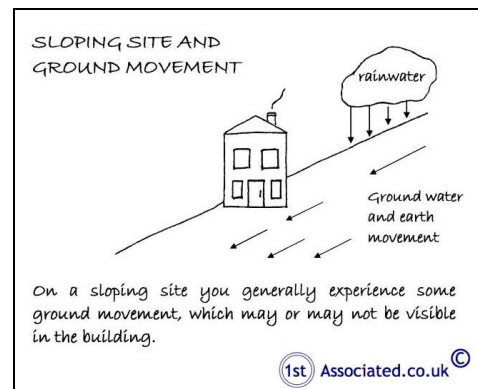 SLOPING SITE AND
GROUND MOVEMENT
rainwater
Ground water
and earth
movement
On a sloping site you generally experience some
ground movement, which may or may not be visible
in the building.
1st Associated.co.uk ©